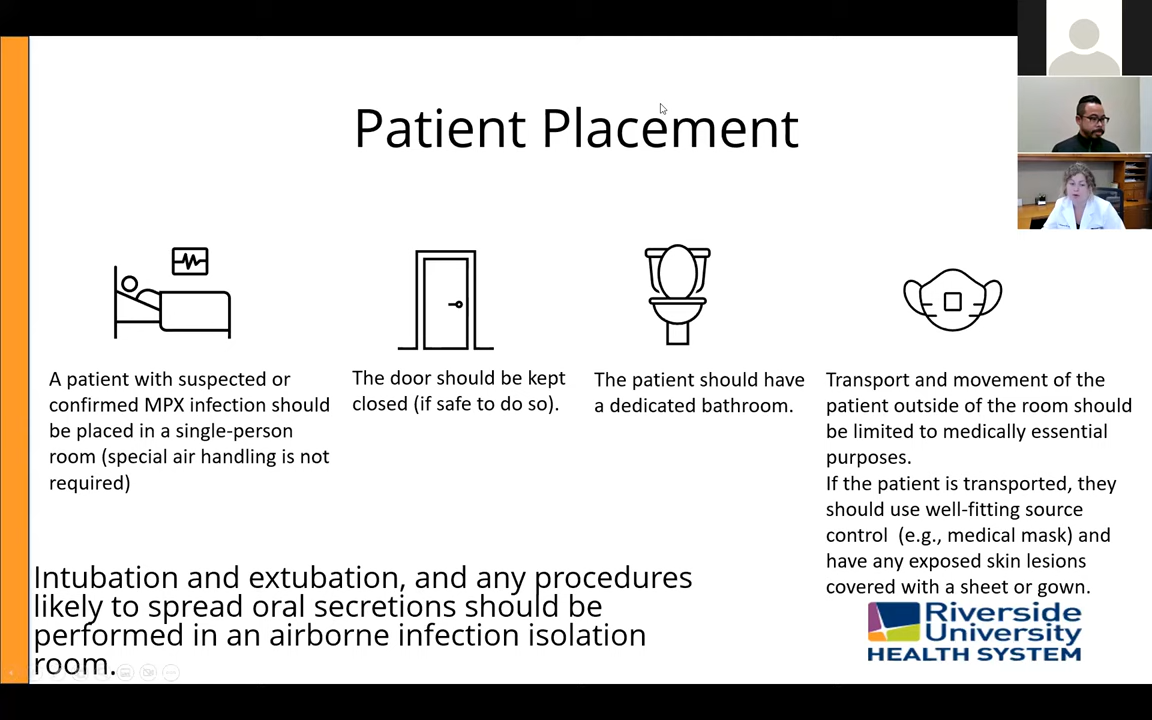 Patient Placement
A patient with suspected or
confirmed MPX infection should
be placed in a single-person
room (special air handling is not
required)
The door should be kept
closed (if safe to do so).
The patient should have
a dedicated bathroom.
Transport and movement of the
patient outside of the room should
be limited to medically essential
purposes.
If the patient is transported, they
should use well-fitting source
control  (e.g., medical mask) and
have any exposed skin lesions
covered with a sheet or gown.
Intubation and extubation, and any procedures
likely to spread oral secretions should be
performed in an airborne infection isolation
room.
Riverside
University
HEALTH SYSTEM